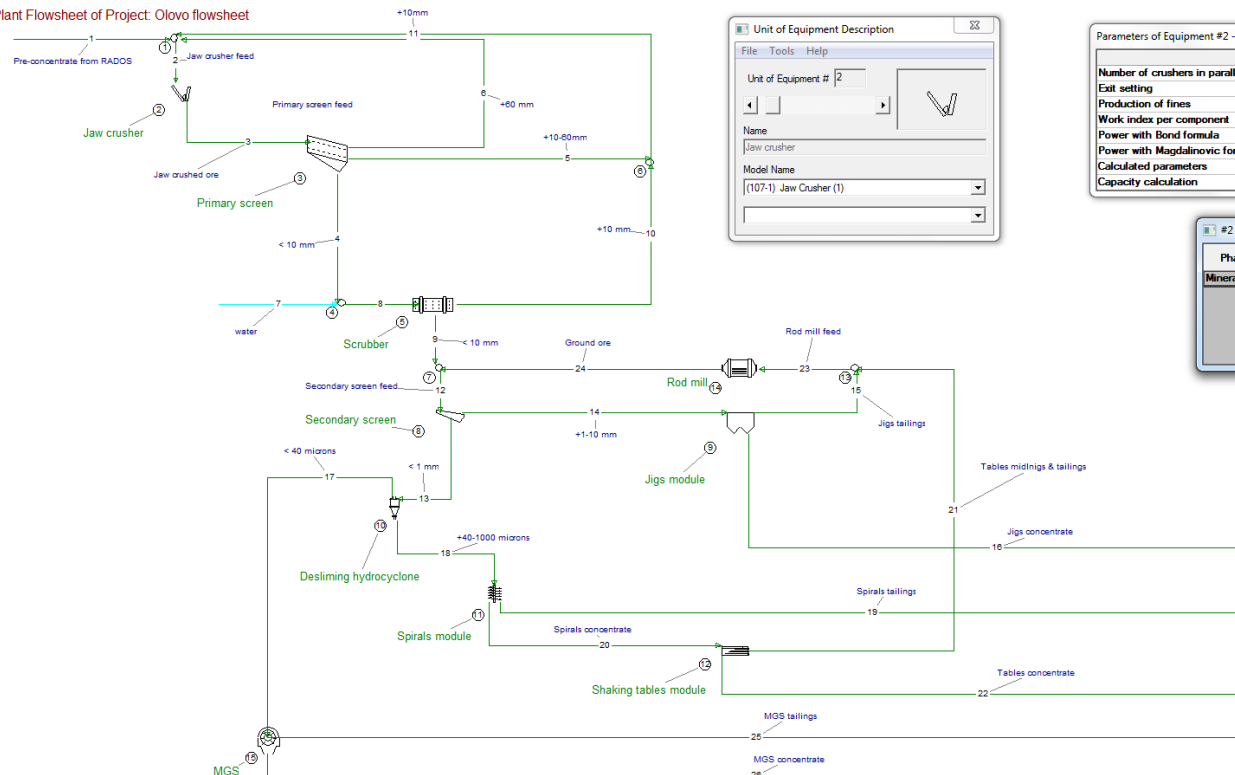 Plant Flowsheet of Project: Olovo flowsheet
+10mm
11
1
Pre-concentrate from RADOS
1
2
Jaw crusher feed
6
+60 mm
2
Jaw crusher
Primary screen feed
3
Jaw crushed ore
+10-60mm
5
6
3
Primary screen
4
< 10 mm
+10 mm
10
7
water
4
8
5
Scrubber
9
< 10 mm
Ground ore
24
Rod mill feed
23
Rod mill
14
13
15
Jigs tailings
7
12
Secondary screen feed
Secondary screen
8
14
+1-10 mm
9
Jigs module
< 40 microns
17
< 1 mm
13
10
+40-1000 microns
18
Desliming hydrocyclone
Tables midlnigs & tailings
21
Jigs concentrate
16
Spirals tailings
19
11
Spirals module
Spirals concentrate
20
12
Shaking tables module
Tables concentrate
22
MGS tailings
25
15
MGS
MGS concentrate
26
Unit of Equipment Description
File Tools Help
Unit of Equipment # 2
Name
Jaw crusher
Model Name
(107-1) Jaw Crusher (1)
Parameters of Equipment #2 -
Number of crushers in parall
Exit setting
Production of fines
Work index per component
Power with Bond formula
Power with Magdalinovic for
Calculated parameters
Capacity calculation
#2
Pha
Minera